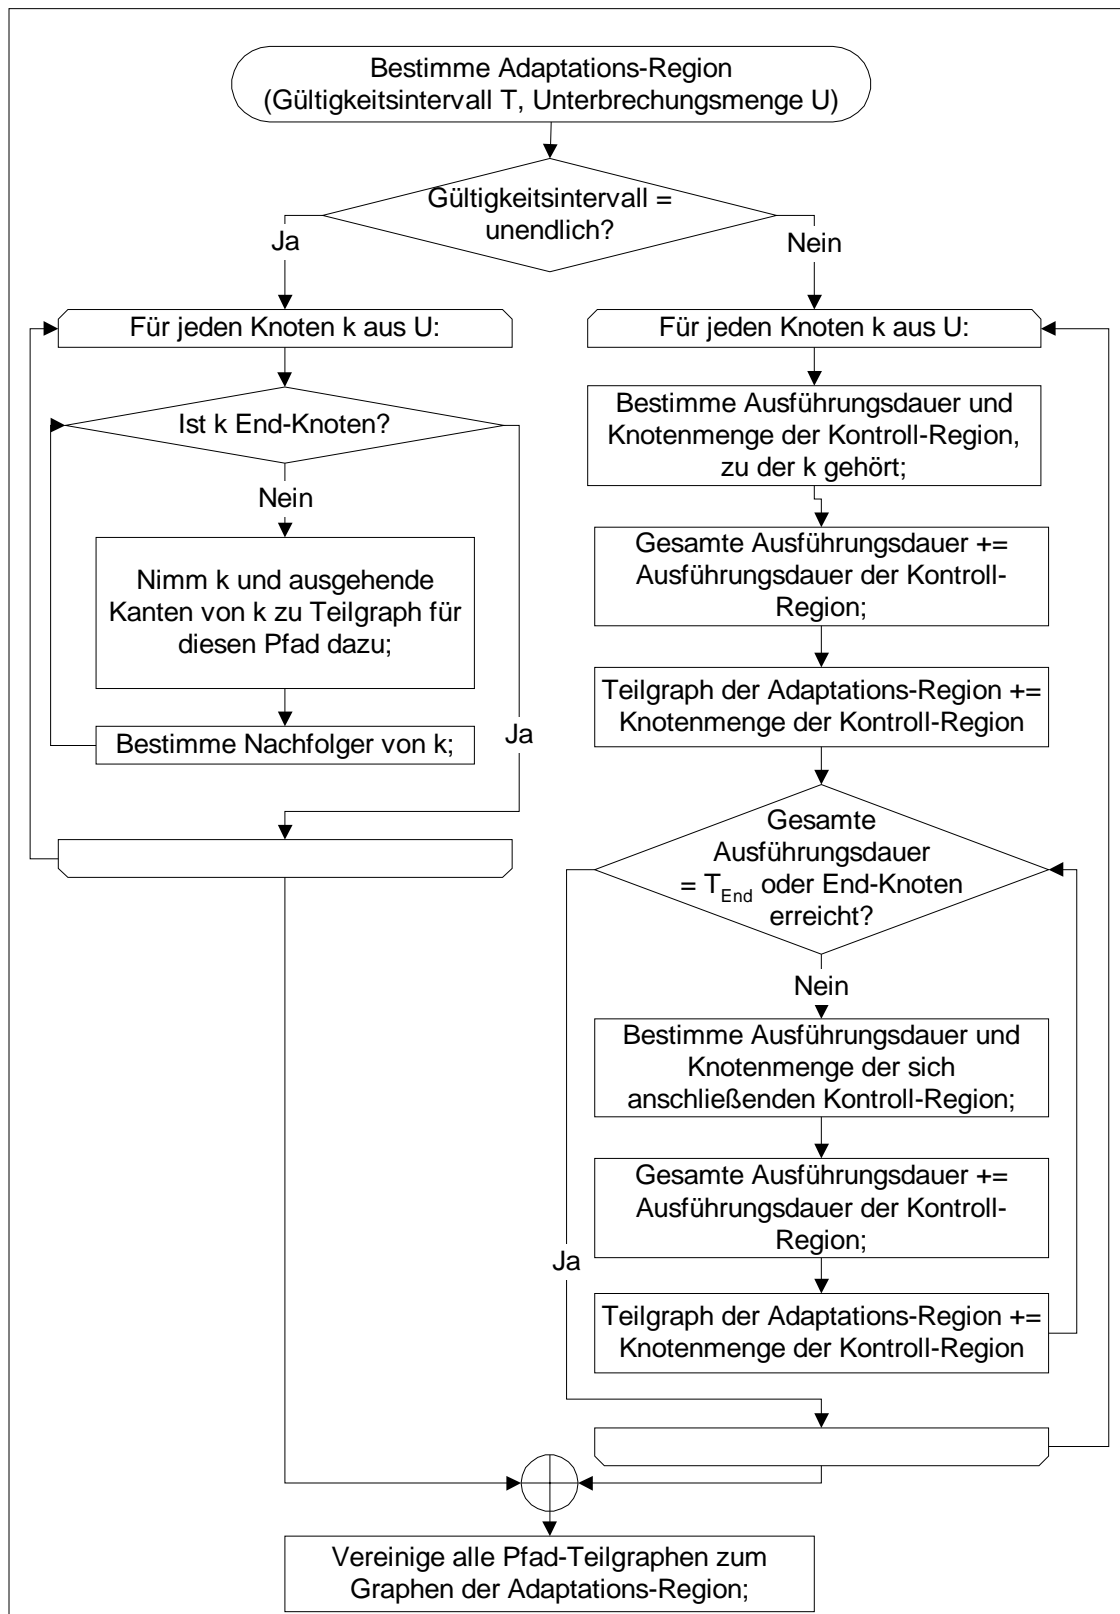 Bestimme Adaptations-Region
(Gültigkeitsintervall T, Unterbrechungsmenge U)
Gültigkeitsintervall =
unendlich?
Ja
Nein
Für jeden Knoten k aus U:
Ist k End-Knoten?
Nein
Nimm k und ausgehende
Kanten von k zu Teilgraph für
diesen Pfad dazu;
Bestimme Nachfolger von k;
Ja
Für jeden Knoten k aus U:
Bestimme Ausführungsdauer und
Knotenmenge der Kontroll-Region,
zu der k gehört;
Gesamte Ausführungsdauer +=
Ausführungsdauer der Kontroll-
Region;
Teilgraph der Adaptations-Region +=
Knotenmenge der Kontroll-Region
Gesamte
Ausführungsdauer
= T_End oder End-Knoten
erreicht?
Nein
Bestimme Ausführungsdauer und
Knotenmenge der sich
anschließenden Kontroll-Region;
Gesamte Ausführungsdauer +=
Ausführungsdauer der Kontroll-
Region;
Ja
Teilgraph der Adaptations-Region +=
Knotenmenge der Kontroll-Region
Vereinige alle Pfad-Teilgraphen zum
Graphen der Adaptations-Region;